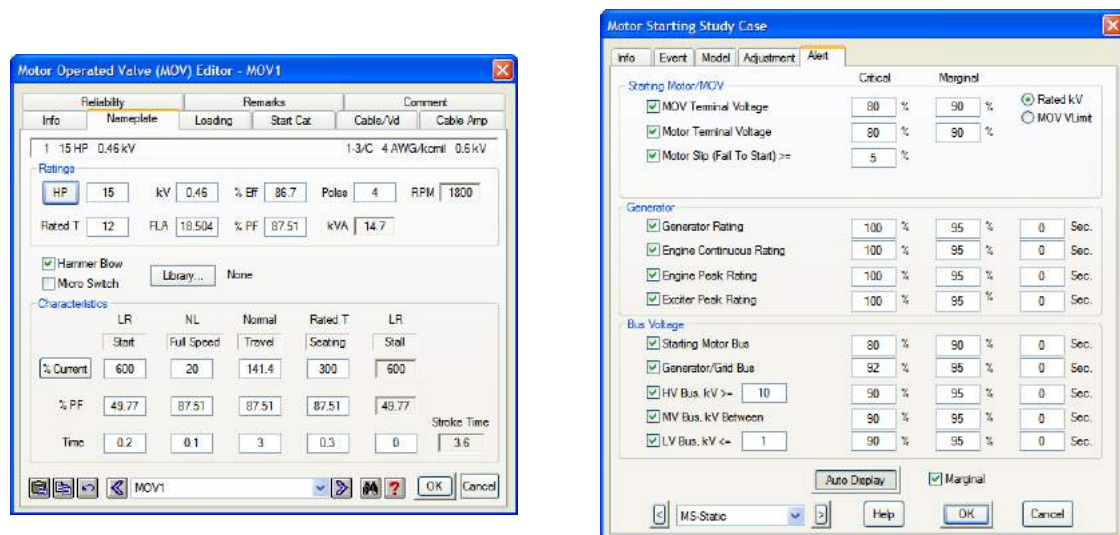 Motor Operated Valve (MOV) Editor - MOV1
Reliability Remarks Comment
Info Nameplate Loading Start Cat Cable/Vd Cable Amp
1 15 HP 0.46 kV 1-3/C 4 AWG/kcmil 0.6 kV
Ratings
HP 15 kV 0.46 % Eff 86.7 Poles 4 RPM 1800
Rated T 12 FLA 18.504 % PF 87.51 kVA 14.7
Hammer Blow
Micro Switch
Library... None
Characteristics
LR NL Normal Rated T LR
Start Full Speed Travel Seating Stall
% Current 600 20 141.4 300 600
% PF 49.77 87.51 87.51 87.51 49.77
Stroke Time
Time 0.2 0.1 3 0.3 0 3.6
MOV1 ? OK Cancel
Motor Starting Study Case
Info Event Model Adjustment Alert
Critical Marginal
Starting Motor/MOV
MOV Terminal Voltage 80 % 90 % Rated kV
MOV VLimit
Motor Terminal Voltage 80 % 90 %
Motor Slip (Fail To Start) >= 5 %
Generator
Generator Rating 100 % 95 % 0 Sec.
Engine Continuous Rating 100 % 95 % 0 Sec.
Engine Peak Rating 100 % 95 % 0 Sec.
Exciter Peak Rating 100 % 95 % 0 Sec.
Bus Voltage
Starting Motor Bus 80 % 90 % 0 Sec.
Generator/Grid Bus 92 % 95 % 0 Sec.
HV Bus, kV >= 10 90 % 95 % 0 Sec.
MV Bus, kV Between 90 % 95 % 0 Sec.
LV Bus, kV <= 1 90 % 95 % 0 Sec.
Auto Display Marginal
< MS-Static > Help OK Cancel